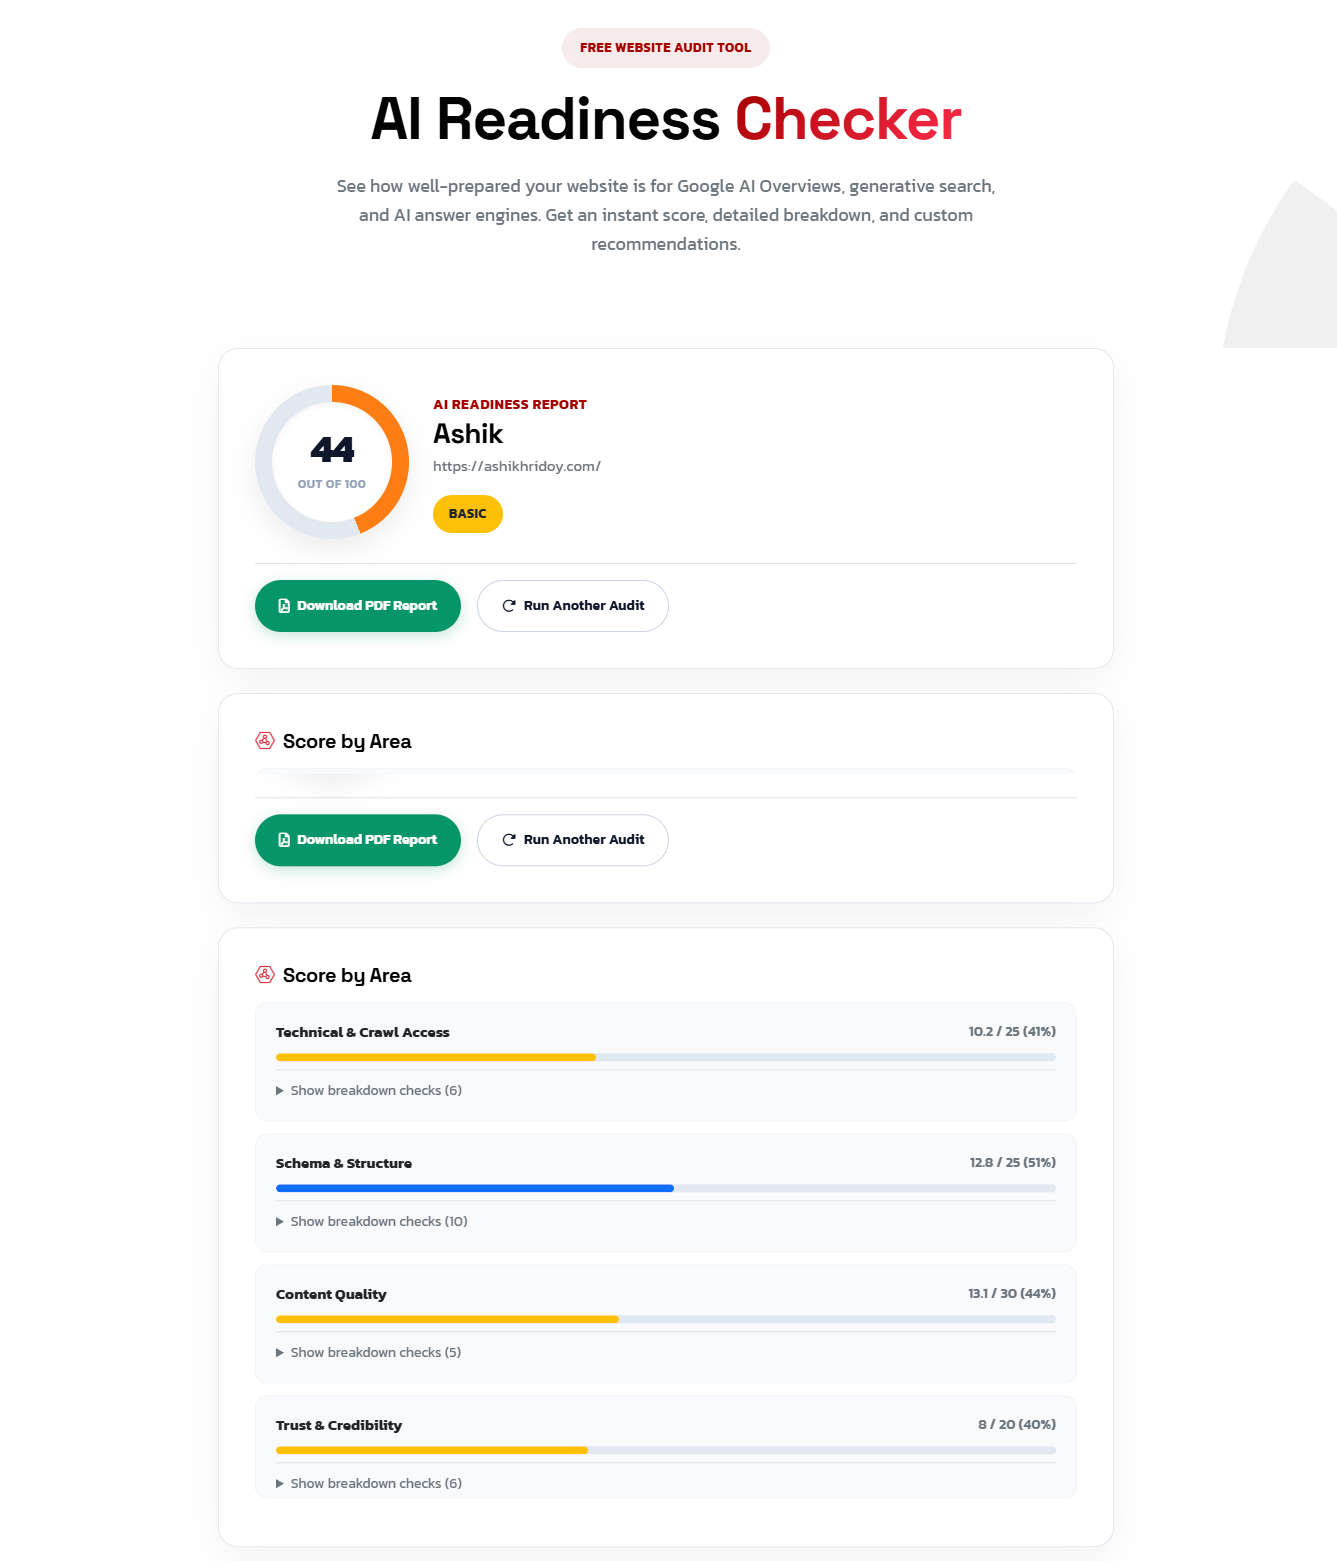 FREE WEBSITE AUDIT TOOL
AI Readiness Checker
See how well-prepared your website is for Google AI Overviews, generative search,
and AI answer engines. Get an instant score, detailed breakdown, and custom
recommendations.
44
OUT OF 100
AI READINESS REPORT
Ashik
https://ashikhridoy.com/
BASIC
Download PDF Report
Run Another Audit
Score by Area
Download PDF Report
Run Another Audit
Score by Area
Technical & Crawl Access
10.2 / 25 (41%)
Show breakdown checks (6)
Schema & Structure
12.8 / 25 (51%)
Show breakdown checks (10)
Content Quality
13.1 / 30 (44%)
Show breakdown checks (5)
Trust & Credibility
8 / 20 (40%)
Show breakdown checks (6)